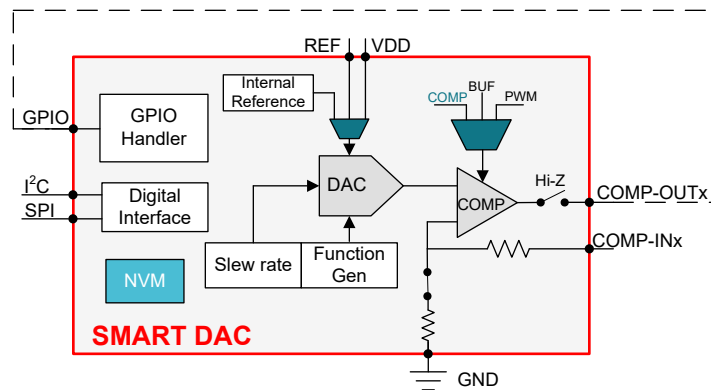 REF VDD
Internal
Reference
COMP
BUF
PWM
GPIO
GPIO
Handler
DAC
COMP
Hi-Z
COMP-OUTx
I²C
SPI
Digital
Interface
COMP-INx
Slew rate
Function
Gen
NVM
SMART DAC
GND